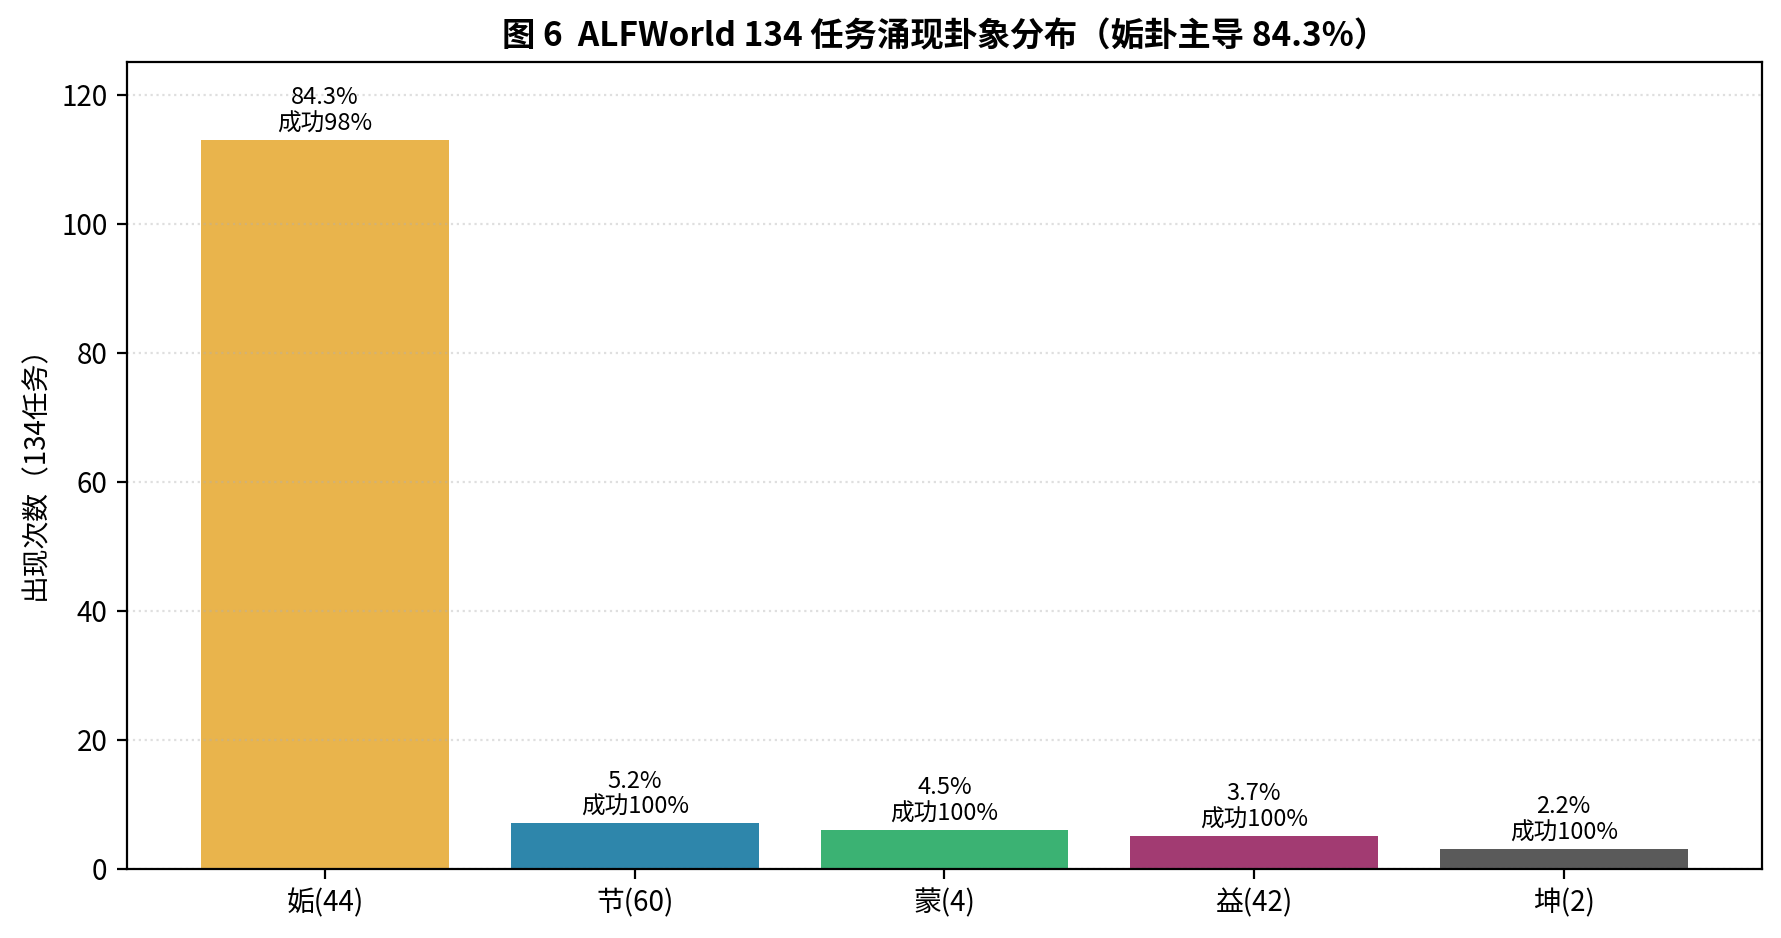 图 6 ALFWorld 134 任务涌现卦象分布（姤卦主导 84.3%）
出现次数（134任务）
120
100
80
60
40
20
0
84.3%
成功98%
5.2%
成功100%
4.5%
成功100%
3.7%
成功100%
2.2%
成功100%
姤(44)
节(60)
蒙(4)
益(42)
坤(2)